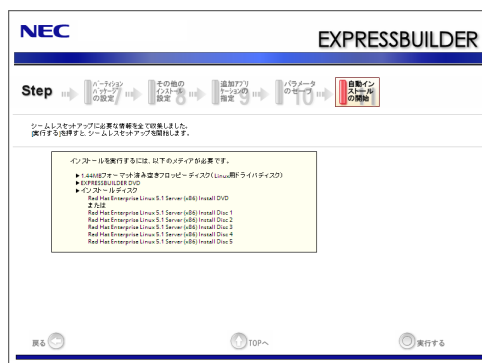 NEC
EXPRESSBUILDER
Step
パーティション
パッケージ
の設定
7
その他の
インストール
設定
8
追加アプリ
ケーションの
指定
9
パラメータ
のセーブ
10
自動イン
ストール
の開始
11
シームレスセットアップに必要な情報を全て収集しました。
[実行する]を押すと、シームレスセットアップを開始します。
インストールを実行するには、以下のメディアが必要です。
▶1.44MBフォーマット済み空きフロッピーディスク(Linux用ドライバディスク)
▶EXPRESSBUILDER DVD
▶インストールディスク
Red Hat Enterprise Linux 5.1 Server (x86) Install DVD
または
Red Hat Enterprise Linux 5.1 Server (x86) Install Disc 1
Red Hat Enterprise Linux 5.1 Server (x86) Install Disc 2
Red Hat Enterprise Linux 5.1 Server (x86) Install Disc 3
Red Hat Enterprise Linux 5.1 Server (x86) Install Disc 4
Red Hat Enterprise Linux 5.1 Server (x86) Install Disc 5
戻る
TOPへ
実行する